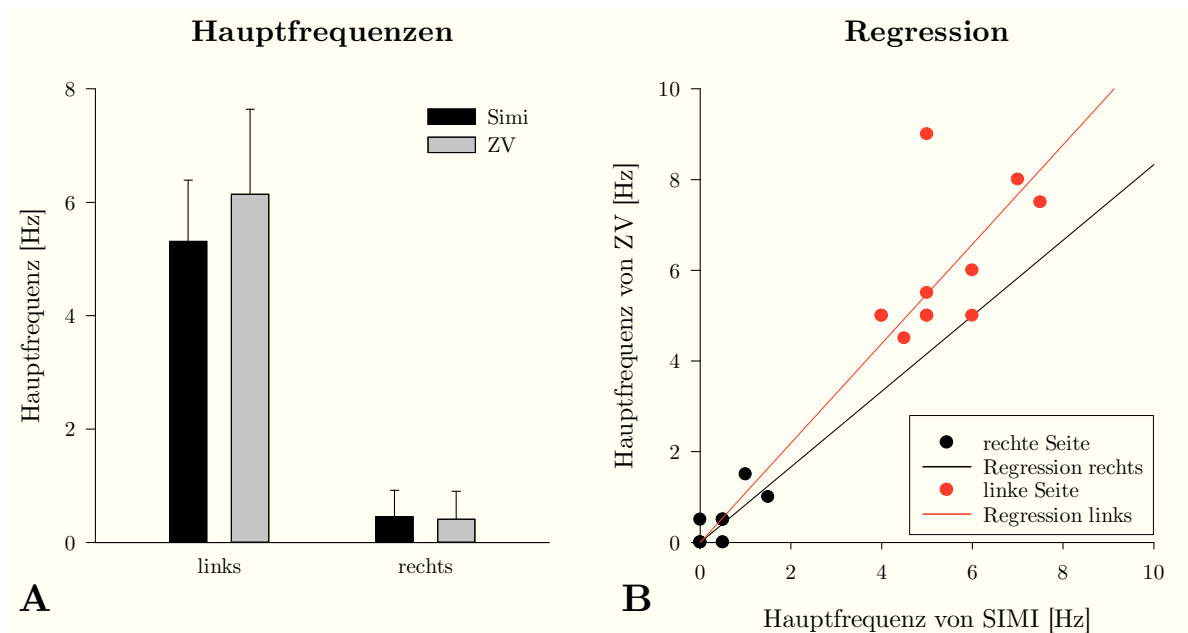 Hauptfrequenzen
8
6
4
2
0
Hauptfrequenz [Hz]
Simi
ZV
links
rechts
A
Regression
10
8
6
4
2
0
Hauptfrequenz von ZV [Hz]
rechte Seite
Regression rechts
linke Seite
Regression links
0 2 4 6 8 10
Hauptfrequenz von SIMI [Hz]
B